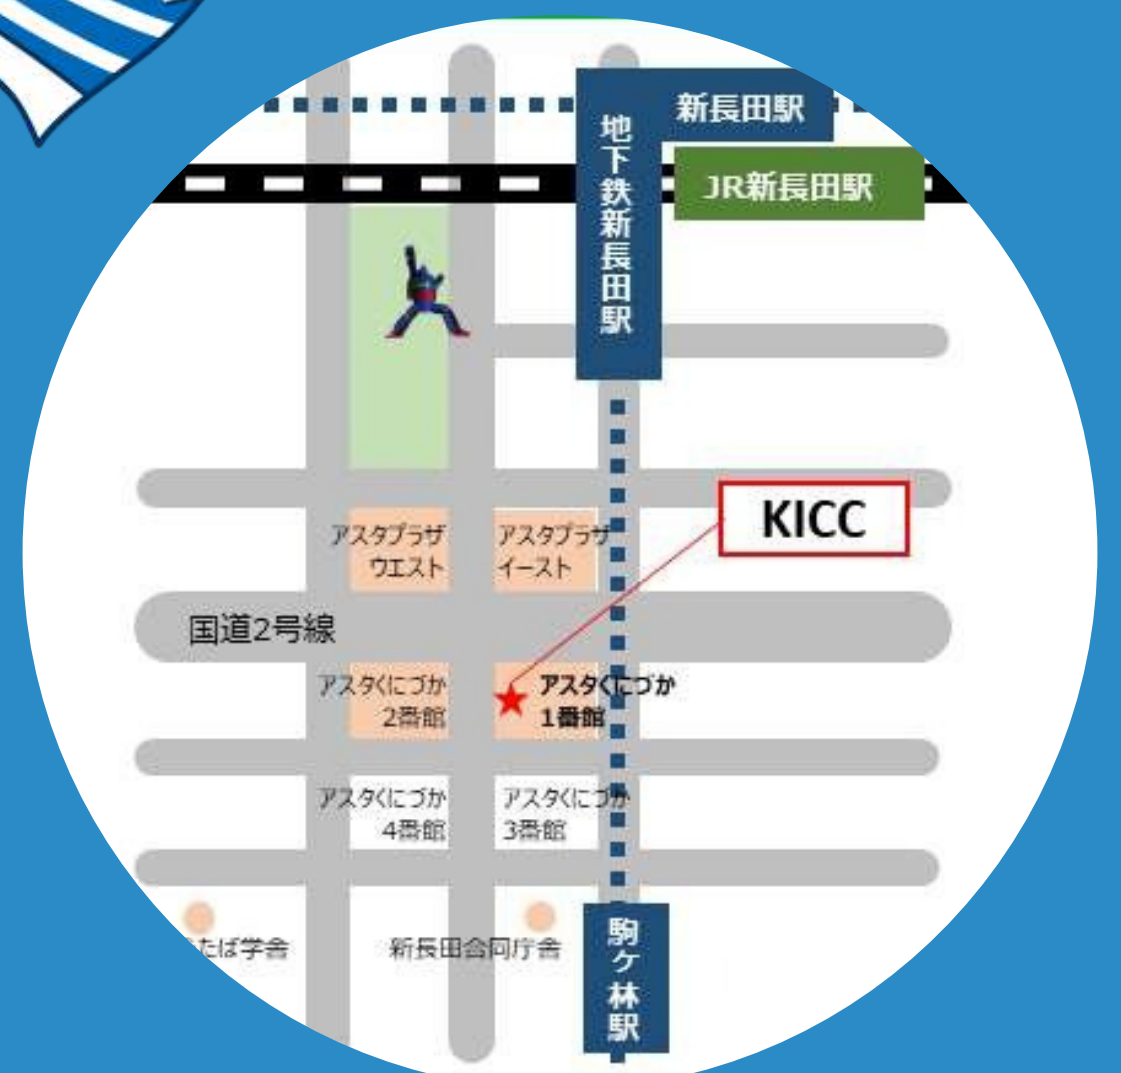 新長田駅
地下鉄新長田駅
JR新長田駅
KICC
アスタプラザ
ウエスト
アスタプラザ
イースト
国道2号線
アスタくにづか
2番館
アスタくにづか
1番館
アスタくにづか
4番館
アスタくにづか
3番館
たば学舎
新長田合同庁舎
駒ケ林駅